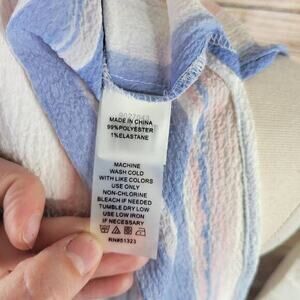 MADE IN CHINA
99%POLYESTER
1%ELASTANE
MACHINE
WASH COLD
WITH LIKE COLORS
USE ONLY
NON-CHLORINE
BLEACH IF NEEDED
TUMBLE DRY LOW
USE LOW IRON
IF NECESSARY
RN#51323